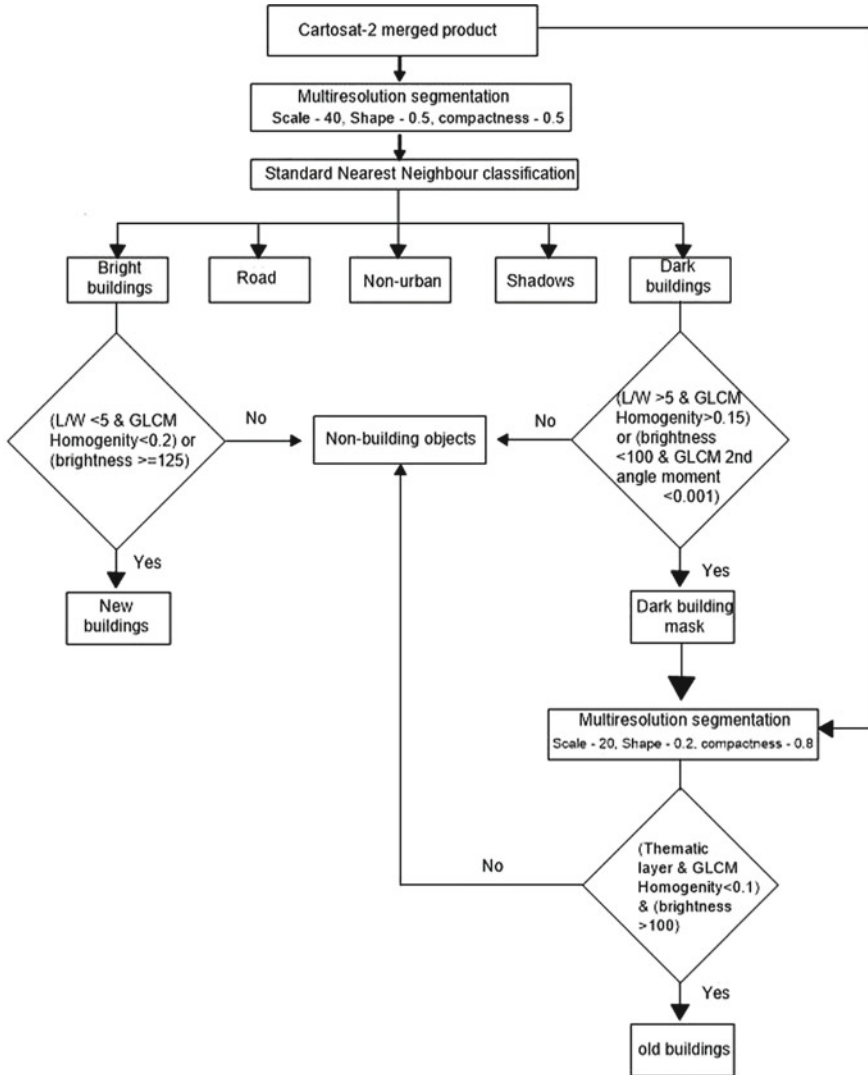 Cartosat-2 merged product
Multiresolution segmentation
Scale - 40, Shape - 0.5, compactness - 0.5
Standard Nearest Neighbour classification
Bright
buildings
Road
Non-urban
Shadows
Dark
buildings
(L/W <5 & GLCM
Homogenity<0.2) or
(brightness >=125)
No
Non-building objects
No
(L/W >5 & GLCM
Homogenity>0.15)
or (brightness
<100 & GLCM 2nd
angle moment
<0.001)
Yes
New
buildings
Yes
Dark building
mask
Multiresolution segmentation
Scale - 20, Shape - 0.2, compactness - 0.8
No
(Thematic
layer & GLCM
Homogenity<0.1)
& (brightness
>100)
Yes
old buildings